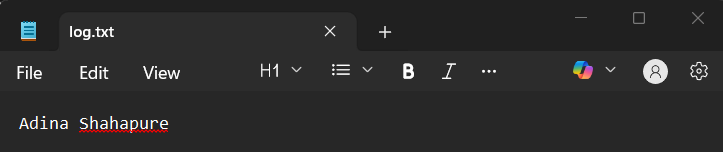 log.txt
File Edit View H1 B I
Adina Shahapure